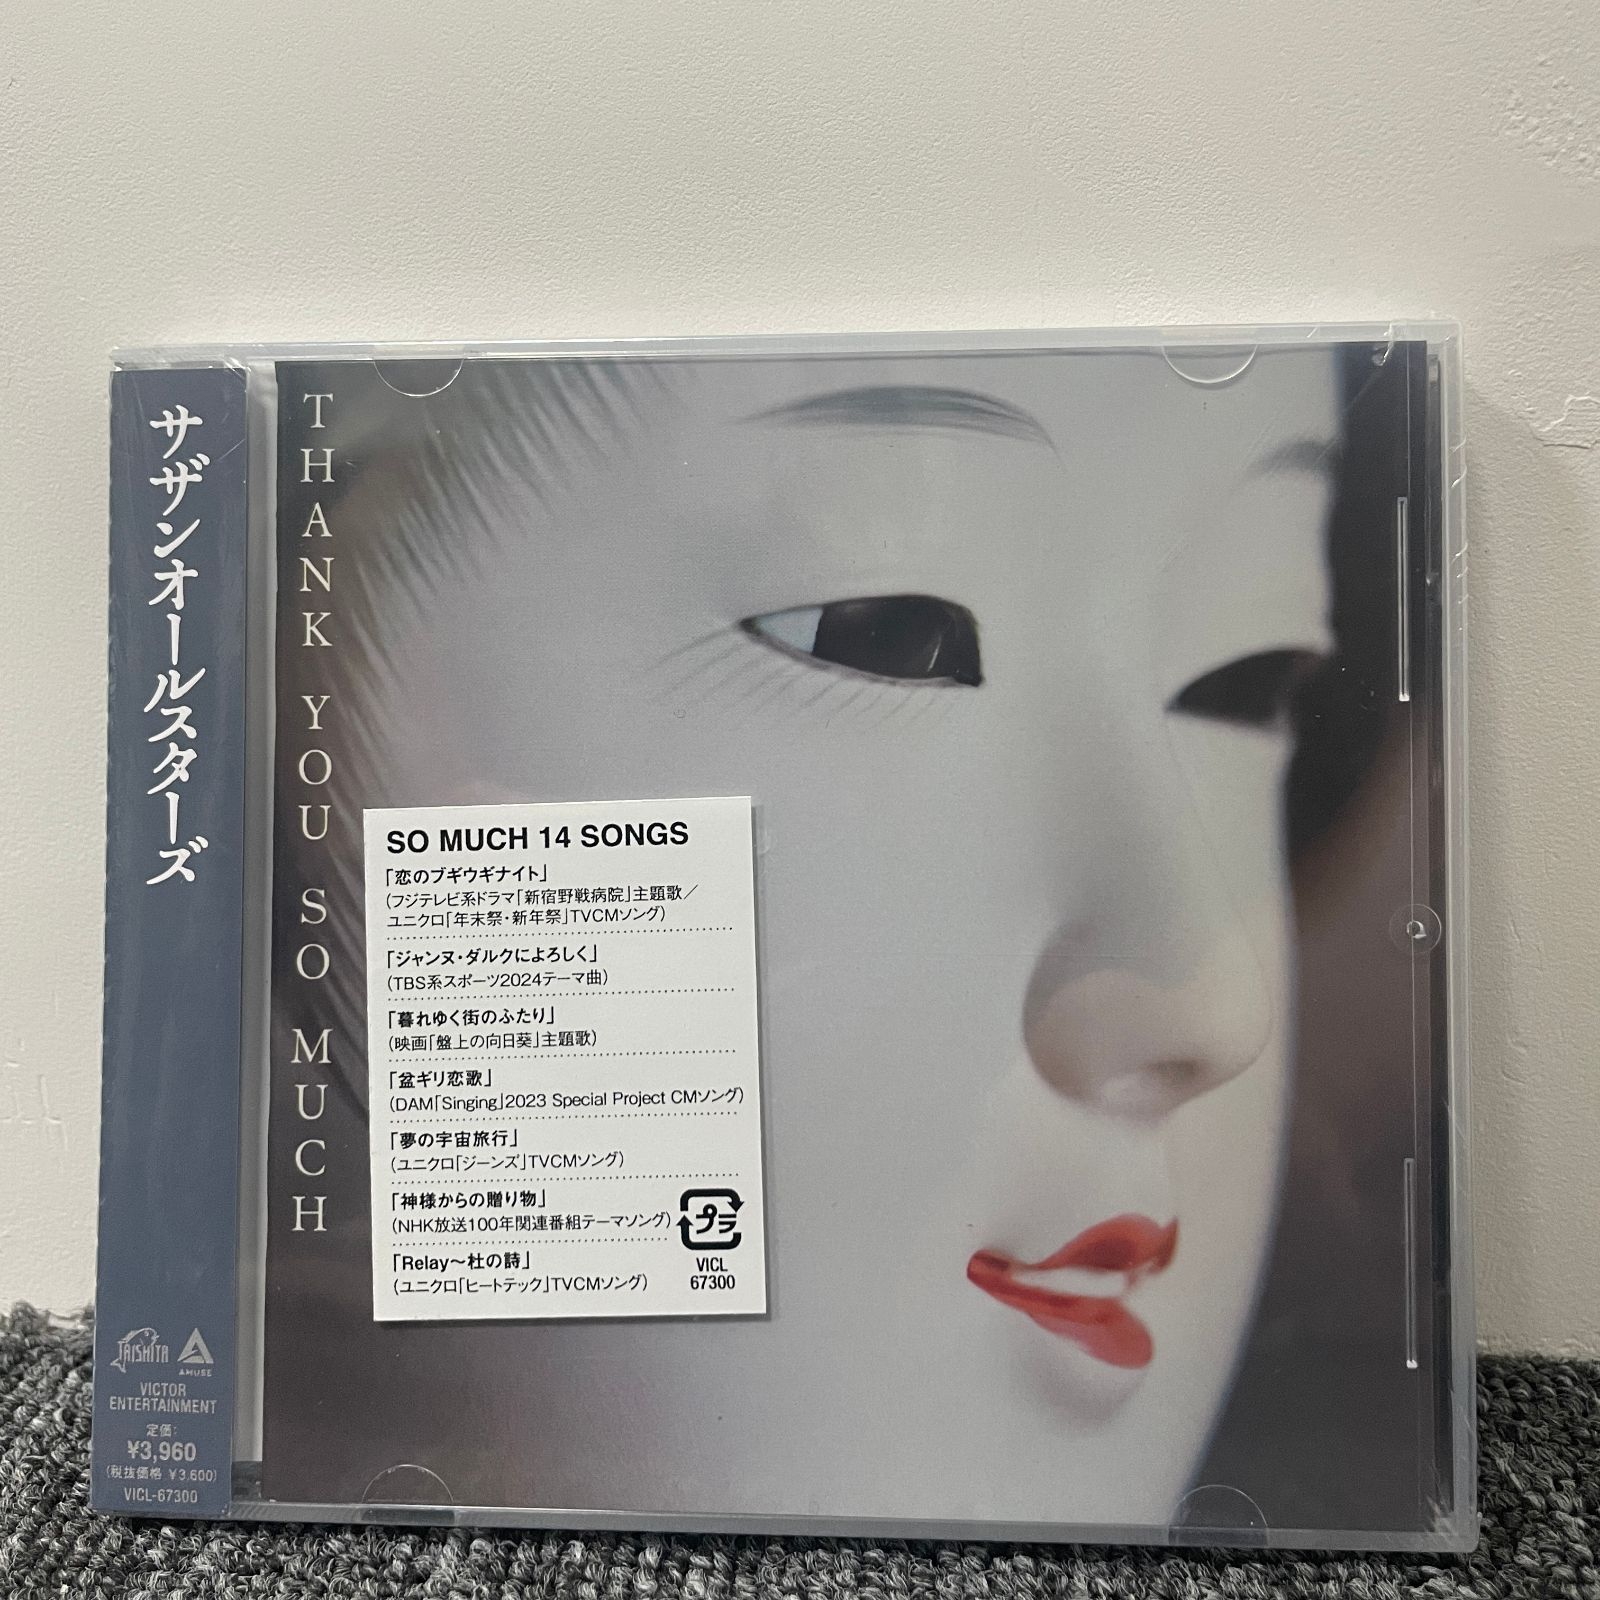 サザンオールスターズ
TAISHITA
AMUSE
VICTOR
ENTERTAINMENT
定価:
¥3,960
(税抜価格 ¥3,600)
VICL-67300
THANK YOU SO MUCH
SO MUCH 14 SONGS
「恋のブギウギナイト」
(フジテレビ系ドラマ「新宿野戦病院」主題歌／
ユニクロ「年末祭・新年祭」TVCMソング)
「ジャンヌ・ダルクによろしく」
(TBS系スポーツ2024テーマ曲)
「暮れゆく街のふたり」
(映画「盤上の向日葵」主題歌)
「盆ギリ恋歌」
(DAM「Singing」2023 Special Project CMソング)
「夢の宇宙旅行」
(ユニクロ「ジーンズ」TVCMソング)
「神様からの贈り物」
(NHK放送100年関連番組テーマソング)
「Relay～杜の詩」
(ユニクロ「ヒートテック」TVCMソング)
プラ
VICL
67300